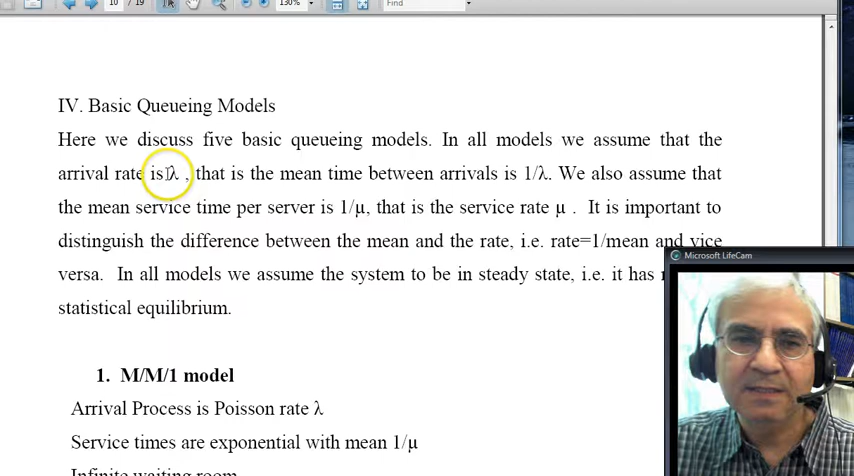 10 / 19
130%
Find
IV. Basic Queueing Models
Here we discuss five basic queueing models. In all models we assume that the
arrival rate is λ , that is the mean time between arrivals is 1/λ. We also assume that
the mean service time per server is 1/µ, that is the service rate µ . It is important to
distinguish the difference between the mean and the rate, i.e. rate=1/mean and vice
versa. In all models we assume the system to be in steady state, i.e. it has
statistical equilibrium.
Microsoft LifeCam
1. M/M/1 model
Arrival Process is Poisson rate λ
Service times are exponential with mean 1/µ
Infinite waiting room